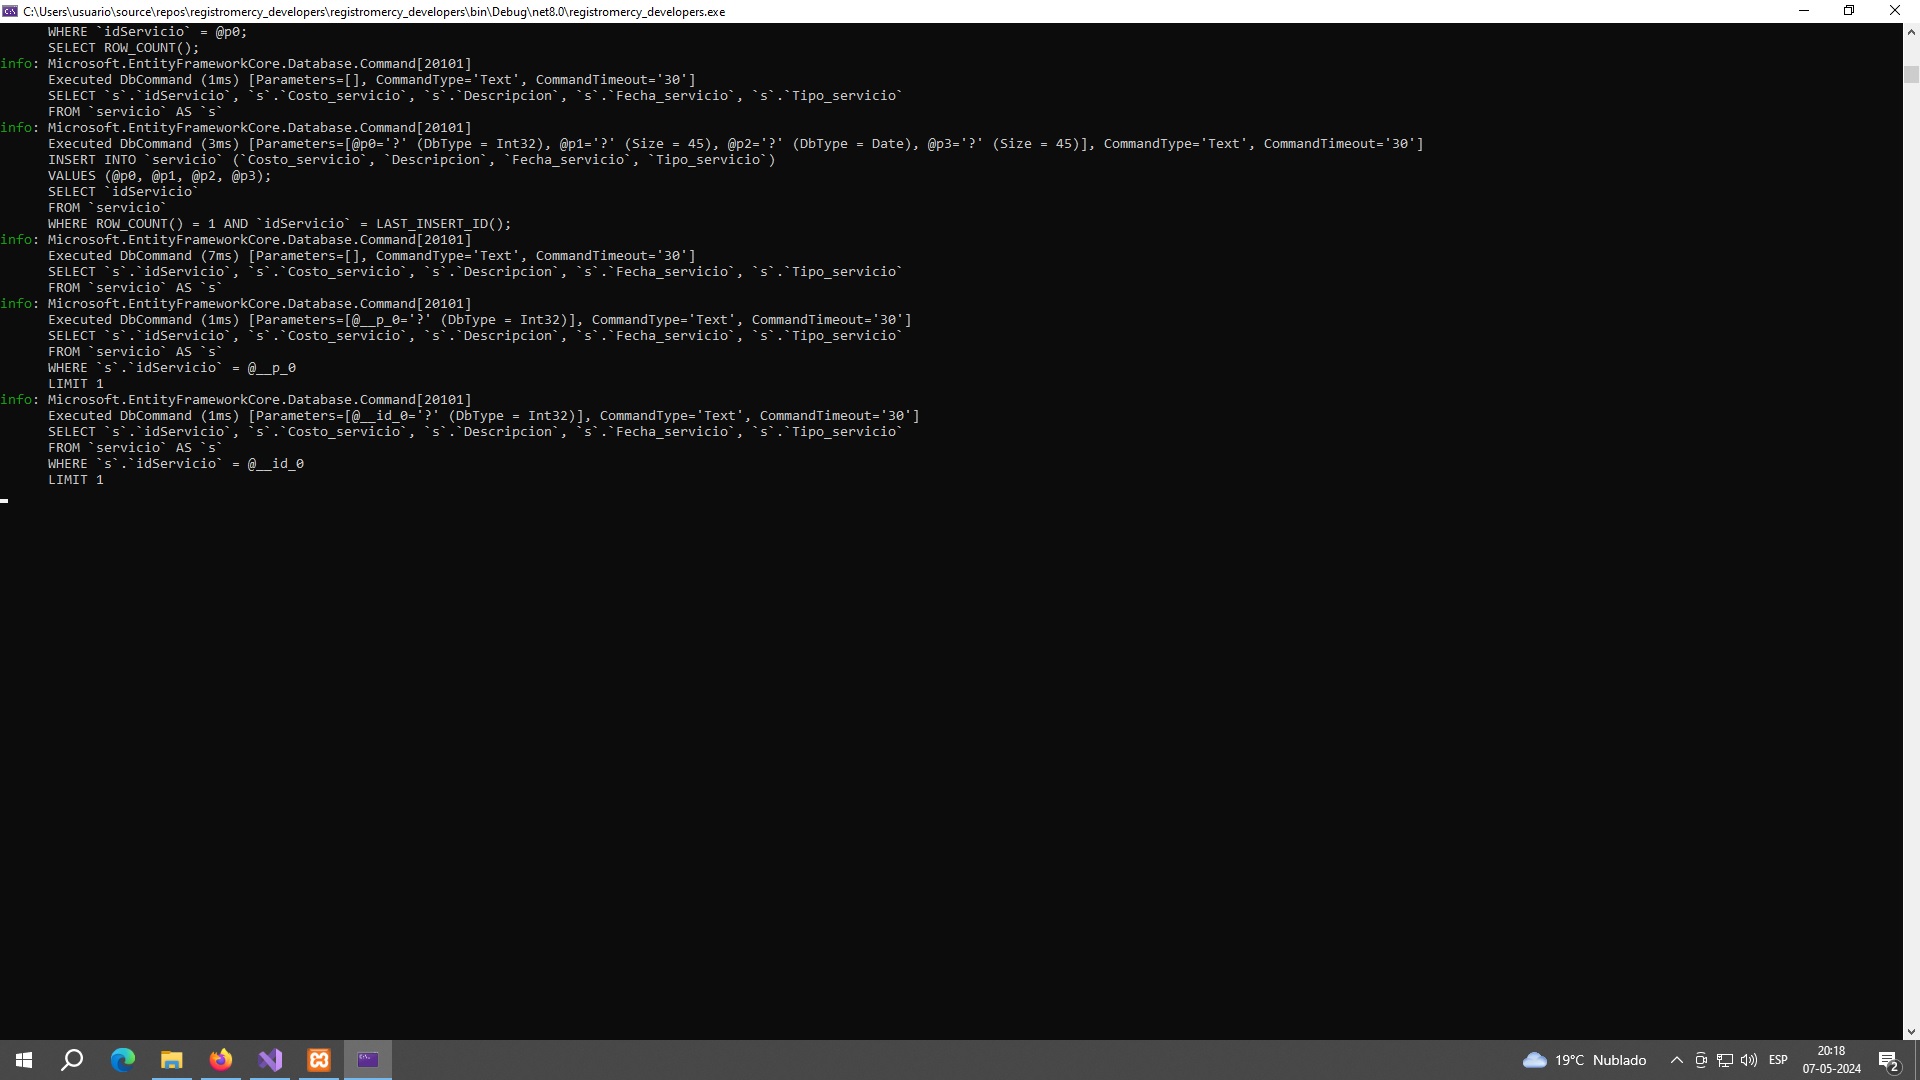 C:\Users\usuario\source\repos\registromercy_developers\registromercy_developers\bin\Debug\net8.0\registromercy_developers.exe
WHERE `idServicio` = @p0;
SELECT ROW_COUNT();
info: Microsoft.EntityFrameworkCore.Database.Command[20101]
Executed DbCommand (1ms) [Parameters=[], CommandType='Text', CommandTimeout='30']
SELECT `s`.`idServicio`, `s`.`Costo_servicio`, `s`.`Descripcion`, `s`.`Fecha_servicio`, `s`.`Tipo_servicio`
FROM `servicio` AS `s`
info: Microsoft.EntityFrameworkCore.Database.Command[20101]
Executed DbCommand (3ms) [Parameters=[@p0='?' (DbType = Int32), @p1='?' (Size = 45), @p2='?' (DbType = Date), @p3='?' (Size = 45)], CommandType='Text', CommandTimeout='30']
INSERT INTO `servicio` (`Costo_servicio`, `Descripcion`, `Fecha_servicio`, `Tipo_servicio`)
VALUES (@p0, @p1, @p2, @p3);
SELECT `idServicio`
FROM `servicio`
WHERE ROW_COUNT() = 1 AND `idServicio` = LAST_INSERT_ID();
info: Microsoft.EntityFrameworkCore.Database.Command[20101]
Executed DbCommand (7ms) [Parameters=[], CommandType='Text', CommandTimeout='30']
SELECT `s`.`idServicio`, `s`.`Costo_servicio`, `s`.`Descripcion`, `s`.`Fecha_servicio`, `s`.`Tipo_servicio`
FROM `servicio` AS `s`
info: Microsoft.EntityFrameworkCore.Database.Command[20101]
Executed DbCommand (1ms) [Parameters=[@__p_0='?' (DbType = Int32)], CommandType='Text', CommandTimeout='30']
SELECT `s`.`idServicio`, `s`.`Costo_servicio`, `s`.`Descripcion`, `s`.`Fecha_servicio`, `s`.`Tipo_servicio`
FROM `servicio` AS `s`
WHERE `s`.`idServicio` = @__p_0
LIMIT 1
info: Microsoft.EntityFrameworkCore.Database.Command[20101]
Executed DbCommand (1ms) [Parameters=[@__id_0='?' (DbType = Int32)], CommandType='Text', CommandTimeout='30']
SELECT `s`.`idServicio`, `s`.`Costo_servicio`, `s`.`Descripcion`, `s`.`Fecha_servicio`, `s`.`Tipo_servicio`
FROM `servicio` AS `s`
WHERE `s`.`idServicio` = @__id_0
LIMIT 1
19°C Nublado
ESP
20:18
07-05-2024
2